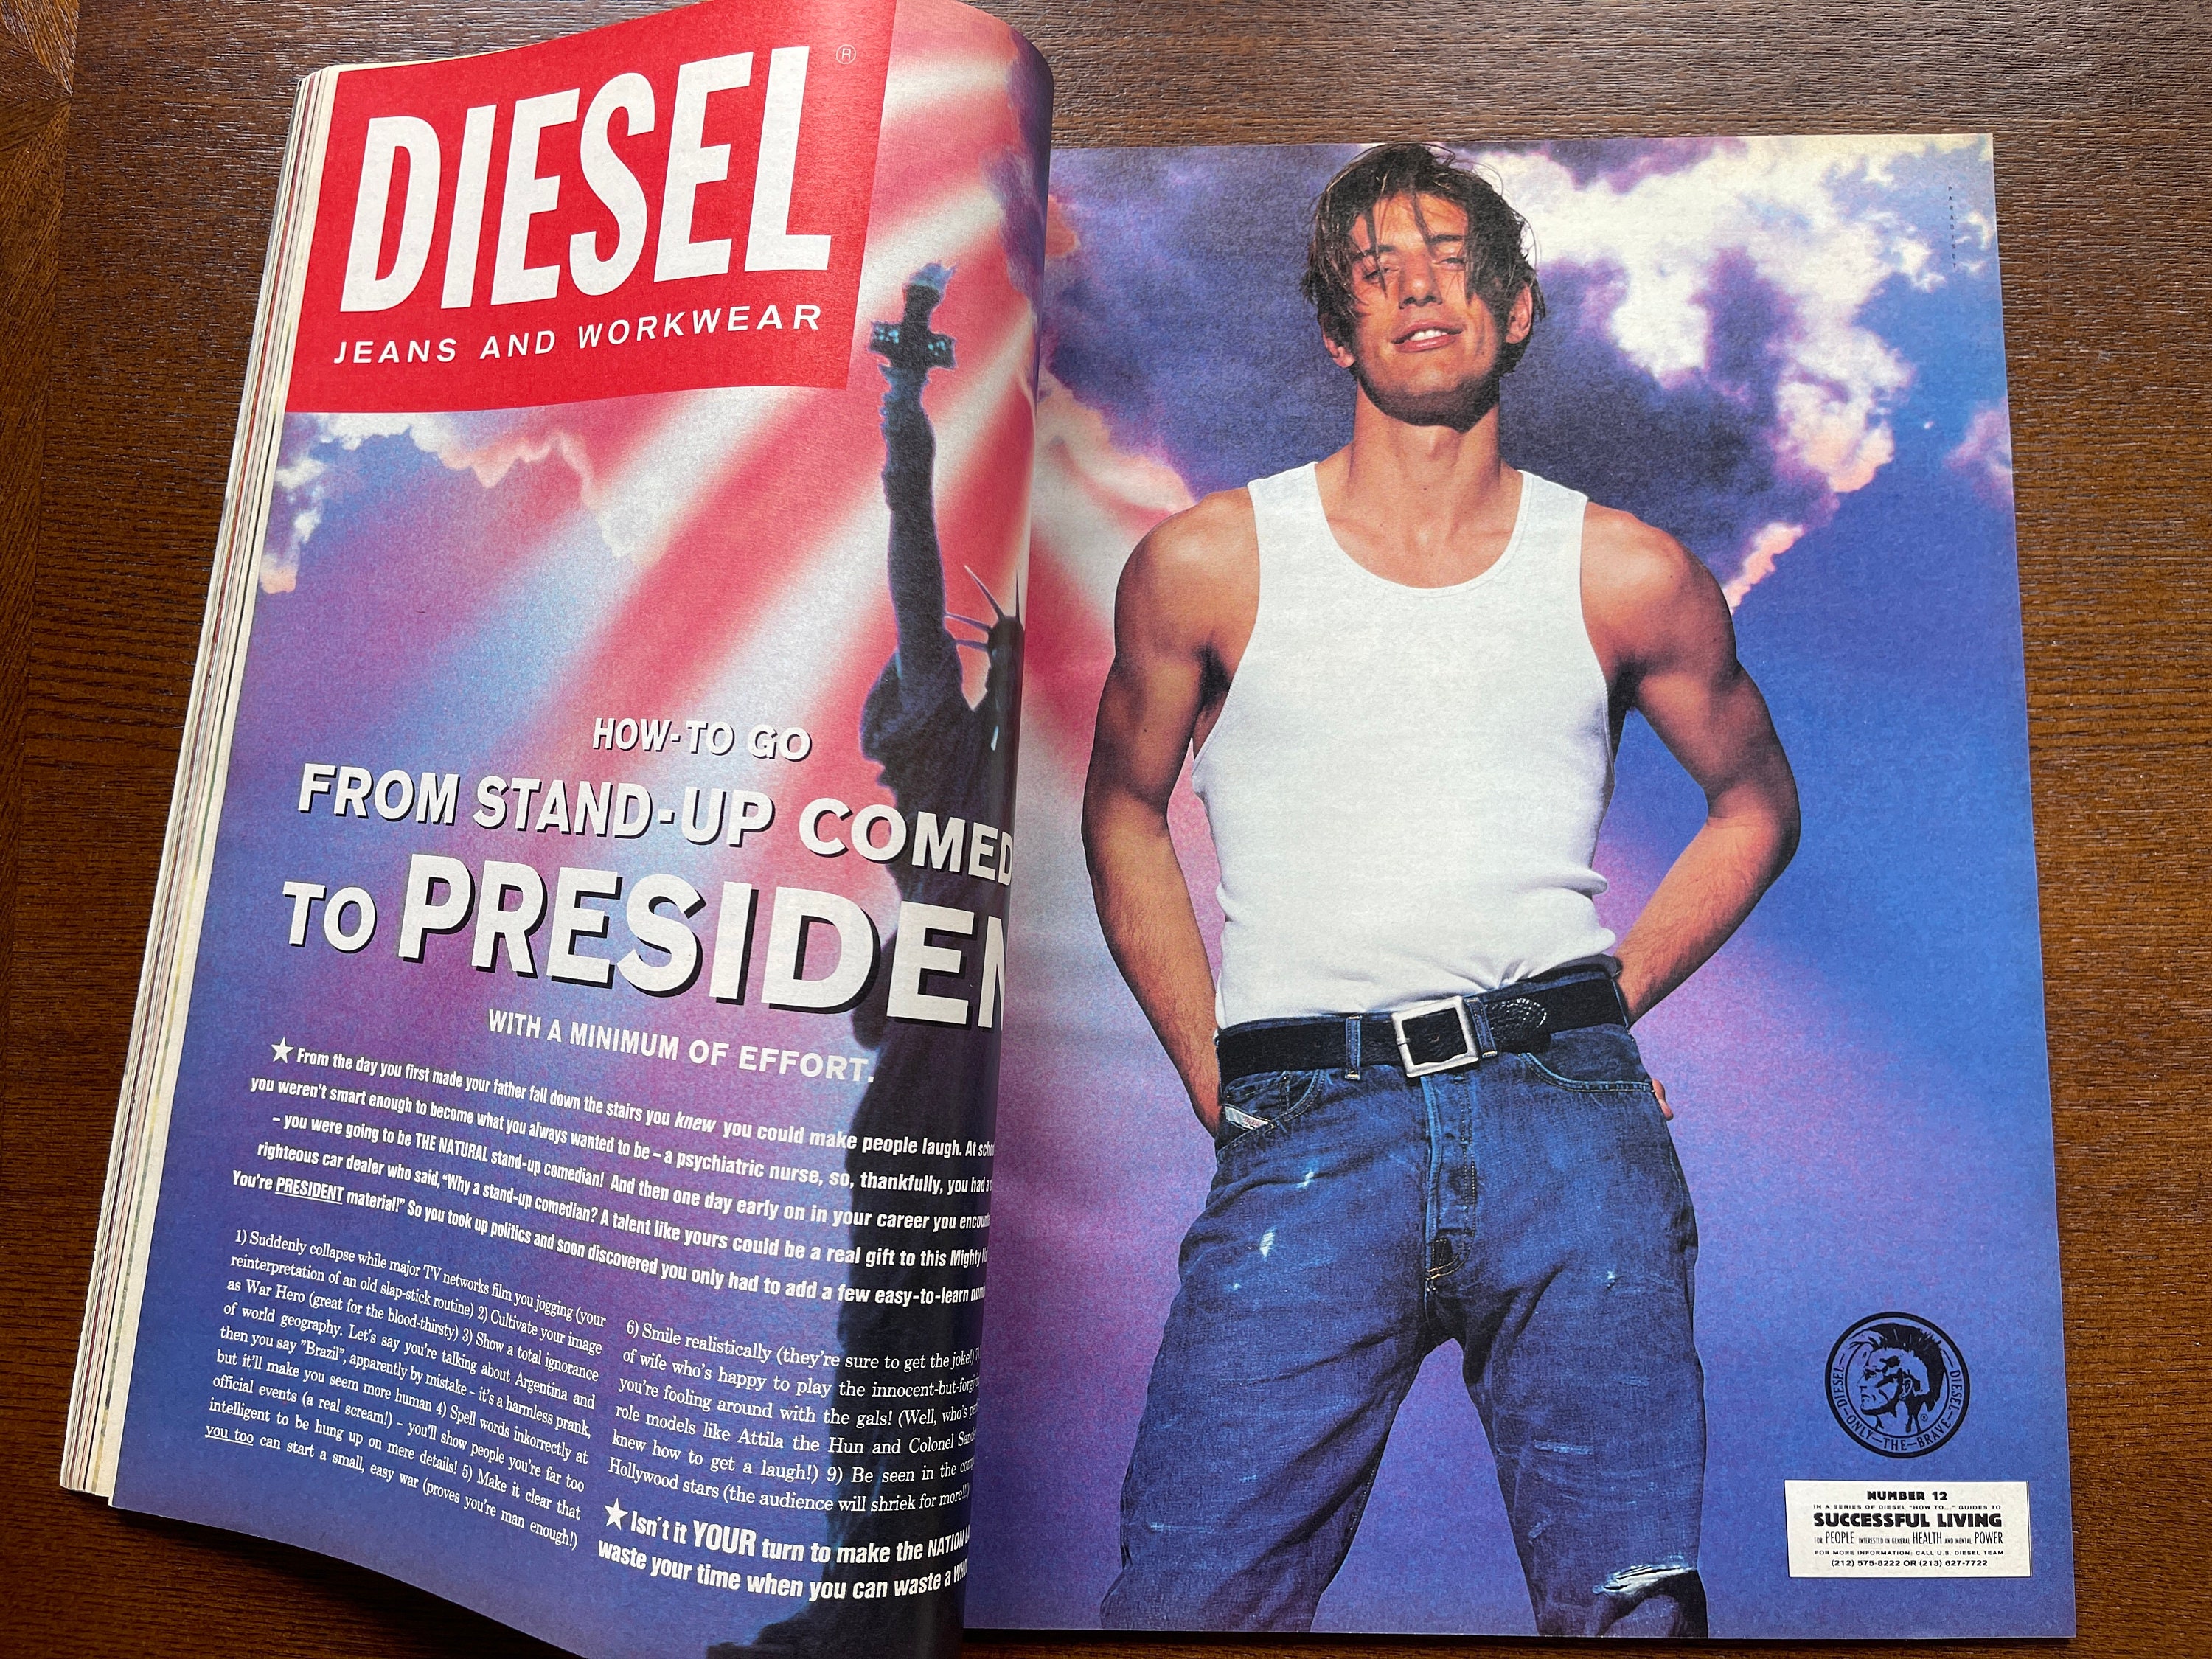 DIESEL ®
JEANS AND WORKWEAR
HOW-TO GO
FROM STAND-UP COMED
TO PRESIDEN
WITH A MINIMUM OF EFFORT.
★ From the day you first made your father fall down the stairs you knew you could make people laugh. At scho
you weren't smart enough to become what you always wanted to be – a psychiatric nurse, so, thankfully, you had a
– you were going to be THE NATURAL stand-up comedian! And then one day early on in your career you encoun
righteous car dealer who said, "Why a stand-up comedian? A talent like yours could be a real gift to this Mighty
You're PRESIDENT material!" So you took up politics and soon discovered you only had to add a few easy-to-learn
1) Suddenly collapse while major TV networks film you jogging (your
reinterpretation of an old slap-stick routine) 2) Cultivate your image
as War Hero (great for the blood-thirsty) 3) Show a total ignorance
of world geography. Let's say you're talking about Argentina and
then you say "Brazil", apparently by mistake – it's a harmless prank,
but it'll make you seem more human 4) Spell words inkorrectly at
official events (a real scream!) – you'll show people you're far too
intelligent to be hung up on mere details! 5) Make it clear that
you too can start a small, easy war (proves you're man enough!)
6) Smile realistically (they're sure to get the joke!)
of wife who's happy to play the innocent-but-forgi
you're fooling around with the gals! (Well, who's
role models like Attila the Hun and Colonel Sand
knew how to get a laugh!) 9) Be seen in the
Hollywood stars (the audience will shriek for more!")
★ Isn't it YOUR turn to make the NATION
waste your time when you can waste a
PARADISET
DIESEL—ONLY—THE—BRAVE—DIESEL
®
NUMBER 12
IN A SERIES OF DIESEL "HOW TO..." GUIDES TO
SUCCESSFUL LIVING
FOR PEOPLE INTERESTED IN GENERAL HEALTH AND MENTAL POWER
FOR MORE INFORMATION: CALL U.S. DIESEL TEAM
(212) 575-8222 OR (213) 627-7722